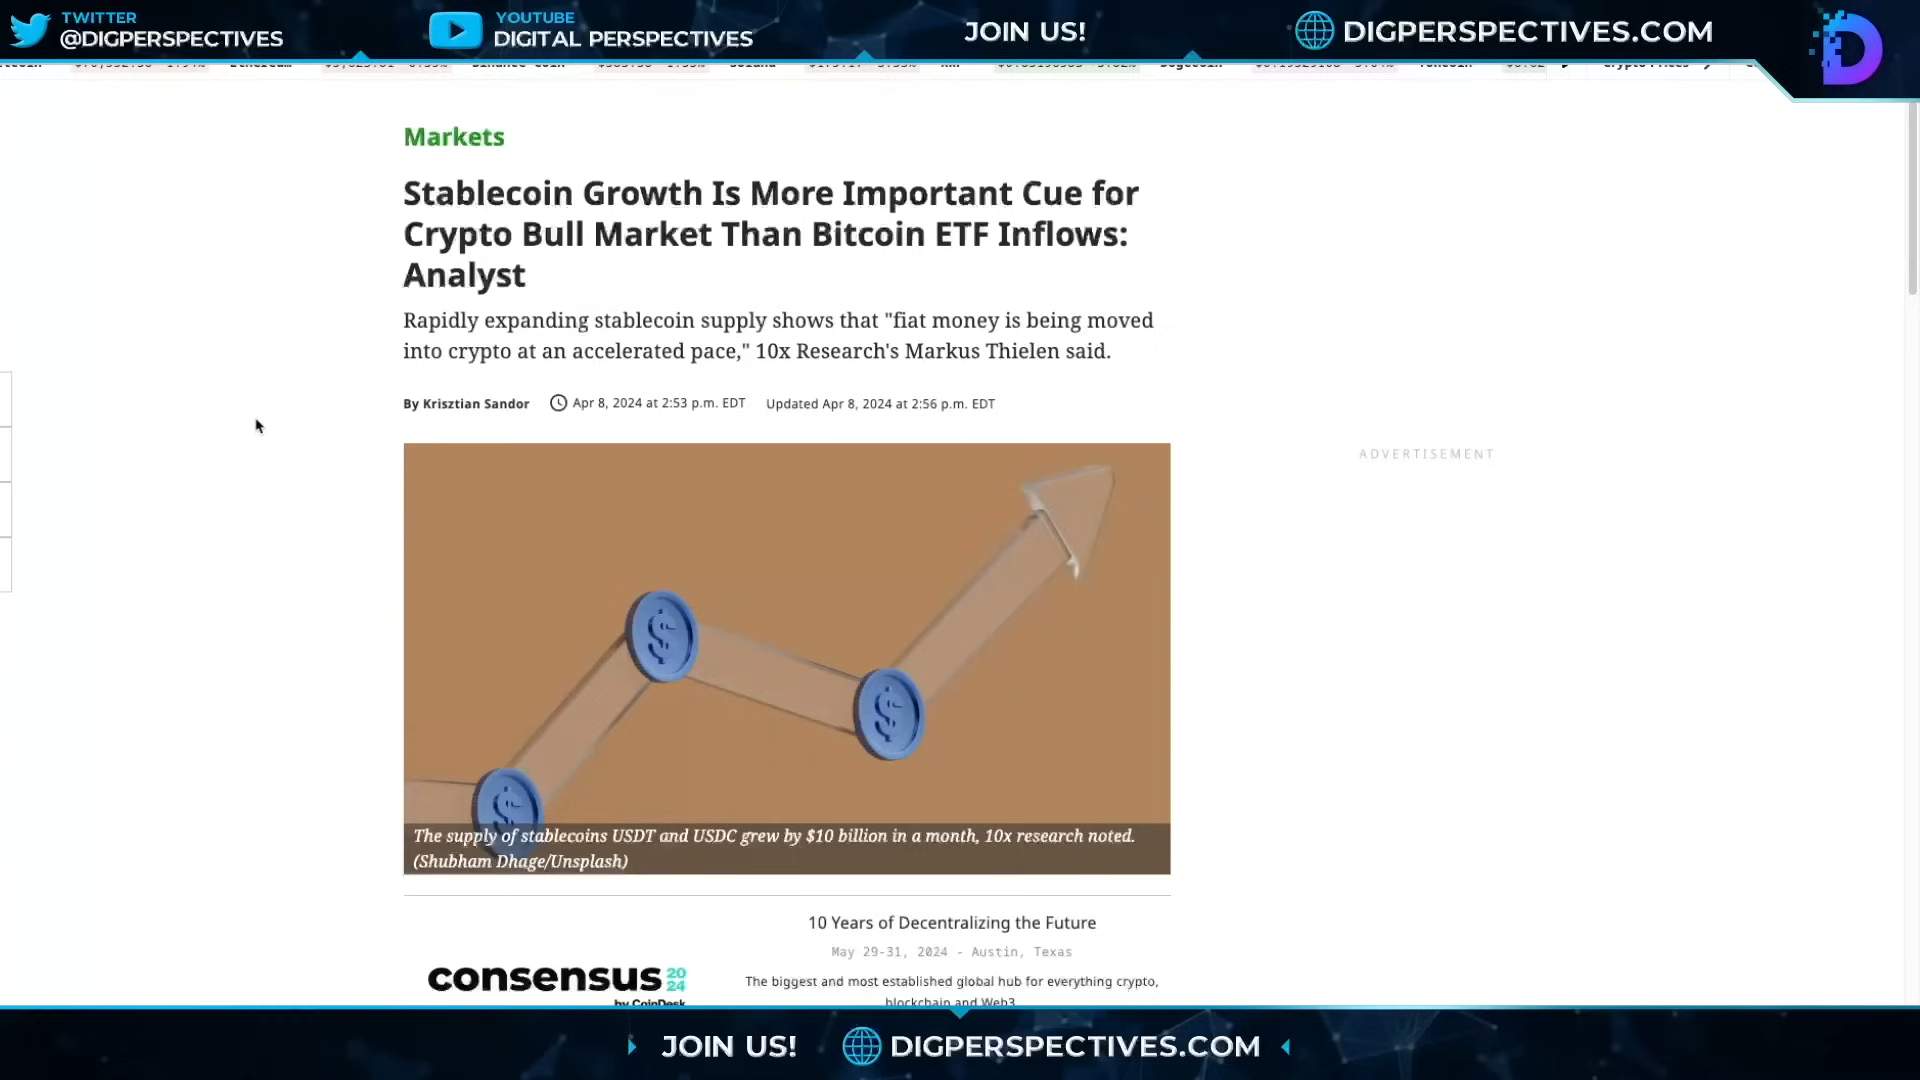 TWITTER
@DIGPERSPECTIVES
YOUTUBE
DIGITAL PERSPECTIVES
JOIN US!
DIGPERSPECTIVES.COM
Markets
Stablecoin Growth Is More Important Cue for
Crypto Bull Market Than Bitcoin ETF Inflows:
Analyst
Rapidly expanding stablecoin supply shows that "fiat money is being moved
into crypto at an accelerated pace," 10x Research's Markus Thielen said.
By Krisztian Sandor Apr 8, 2024 at 2:53 p.m. EDT Updated Apr 8, 2024 at 2:56 p.m. EDT
ADVERTISEMENT
The supply of stablecoins USDT and USDC grew by $10 billion in a month, 10x research noted.
(Shubham Dhage/Unsplash)
10 Years of Decentralizing the Future
May 29-31, 2024 - Austin, Texas
consensus 2024
by CoinDesk
The biggest and most established global hub for everything crypto,
blockchain and Web3
JOIN US! DIGPERSPECTIVES.COM